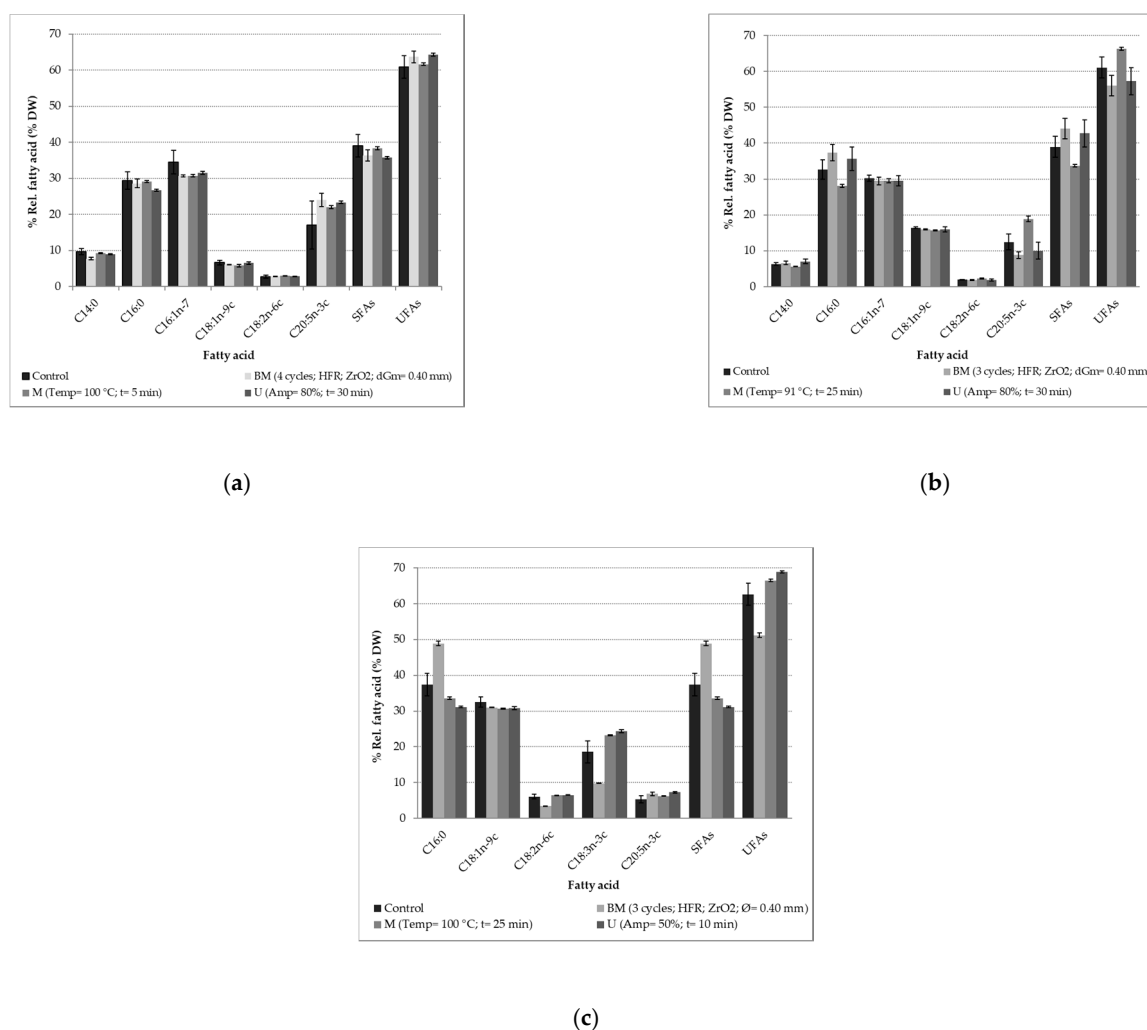 70
60
50
40
30
20
10
0
% Rel. fatty acid (% DW)
C14:0
C16:0
C16:1n-7
C18:1n-9c
C18:2n-6c
C20:5n-3c
SFAs
UFAs
Fatty acid
Control
BM (4 cycles; HFR; ZrO2; dGm= 0.40 mm)
M (Temp= 100 °C; t= 5 min)
U (Amp= 80%; t= 30 min)
(a)
70
60
50
40
30
20
10
0
% Rel. fatty acid (% DW)
C14:0
C16:0
C16:1n-7
C18:1n-9c
C18:2n-6c
C20:5n-3c
SFAs
UFAs
Fatty acid
Control
BM (3 cycles; HFR; ZrO2; dGm= 0.40 mm)
M (Temp= 91 °C; t= 25 min)
U (Amp= 80%; t= 30 min)
(b)
70
60
50
40
30
20
10
0
% Rel. fatty acid (% DW)
C16:0
C18:1n-9c
C18:2n-6c
C18:3n-3c
C20:5n-3c
SFAs
UFAs
Fatty acid
Control
BM (3 cycles; HFR; ZrO2; Ø= 0.40 mm)
M (Temp= 100 °C; t= 25 min)
U (Amp= 50%; t= 10 min)
(c)